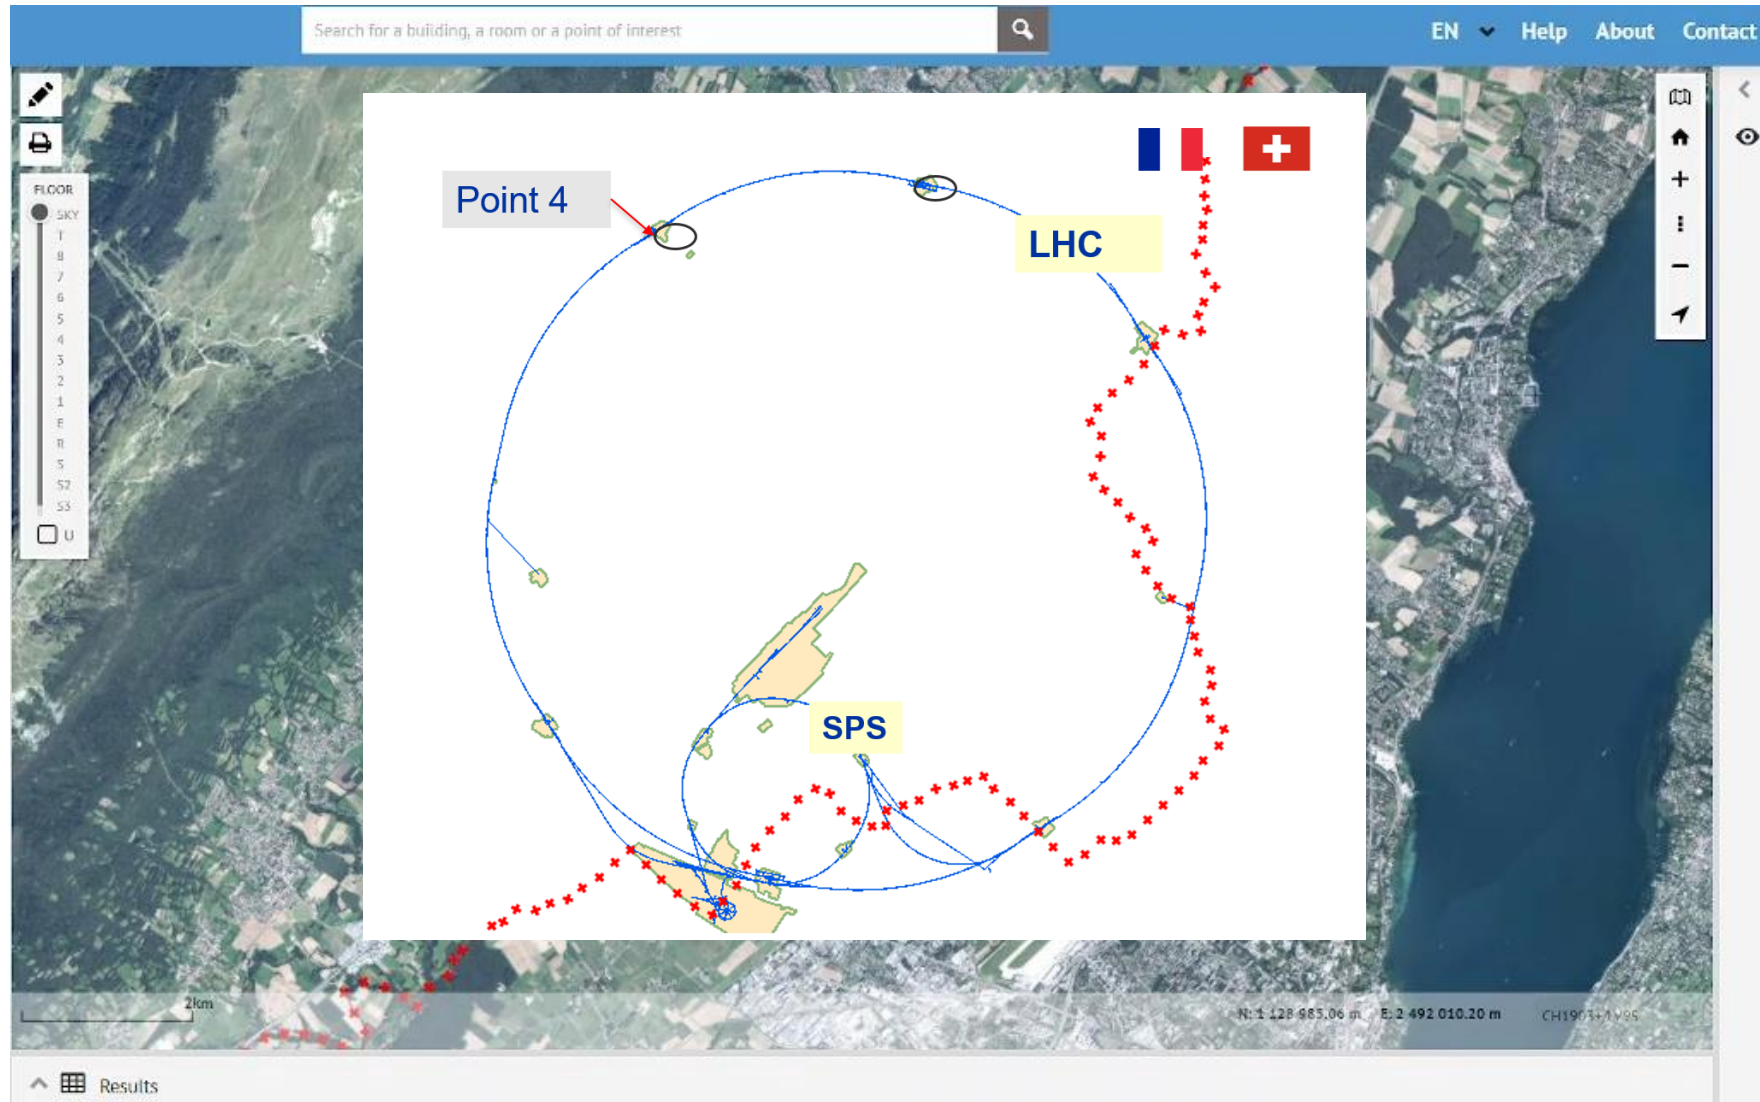 Search for a building, a room or a point of interest
EN Help About Contact
FLOOR
SKY
T
8
7
6
5
4
3
2
1
E
R
S
S2
S3
U
Point 4
LHC
SPS
2km
N: 1 128 985.06 m E: 2 492 010.20 m CH1903+ LV95
Results